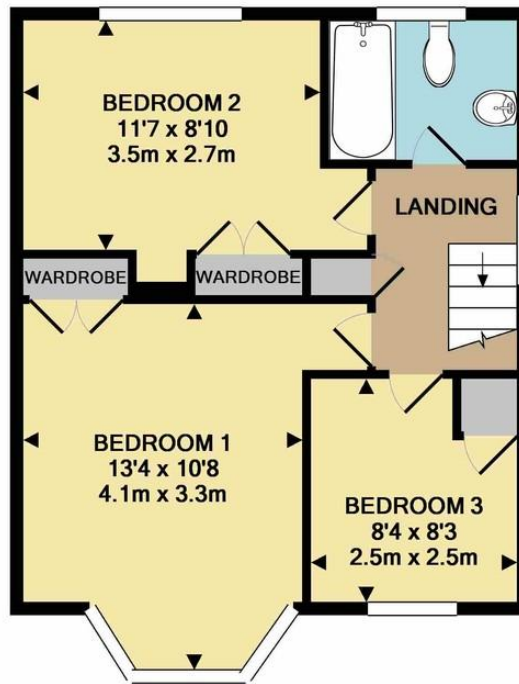 BEDROOM 2
11'7 x 8'10
3.5m x 2.7m
LANDING
WARDROBE
WARDROBE
BEDROOM 1
13'4 x 10'8
4.1m x 3.3m
BEDROOM 3
8'4 x 8'3
2.5m x 2.5m